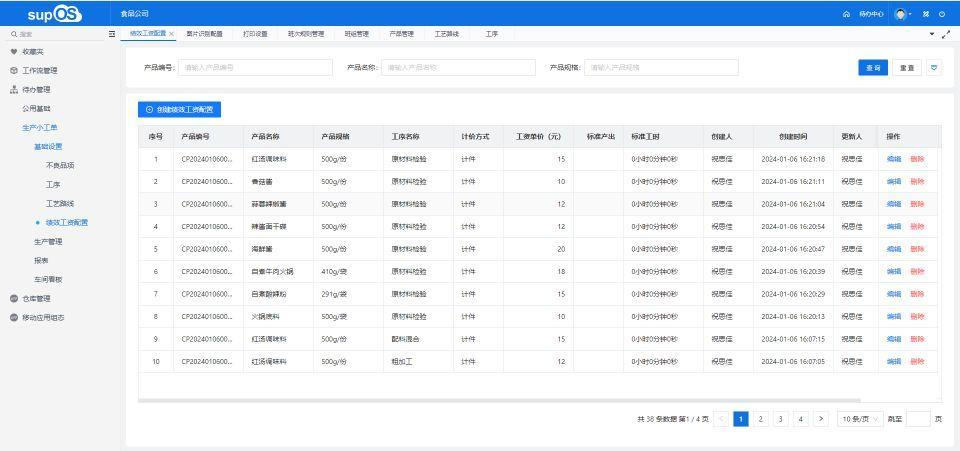 supOS
食品公司
待办中心
搜索
绩效工资配置 图片识别配置 打印设置 班次规则管理 班组管理 产品管理 工艺路线 工序
收藏夹
工作流管理
待办管理
公用基础
生产小工单
基础设置
不良品项
工序
工艺路线
绩效工资配置
生产管理
报表
车间看板
仓库管理
移动应用组态
产品编号: 请输入产品编号 产品名称: 请输入产品名称 产品规格: 请输入产品规格 查询 重置
创建绩效工资配置
序号 产品编号 产品名称 产品规格 工序名称 计价方式 工资单价（元） 标准产出 标准工时 创建人 创建时间 更新人 操作
1 CP2024010600... 红汤调味料 500g/份 原材料检验 计件 15 0小时0分钟0秒 祝思佳 2024-01-06 16:21:18 祝思佳 编辑 删除
2 CP2024010600... 香菇酱 500g/份 原材料检验 计件 10 0小时0分钟0秒 祝思佳 2024-01-06 16:21:11 祝思佳 编辑 删除
3 CP2024010600... 蒜蓉辣椒酱 500g/份 原材料检验 计件 12 0小时0分钟0秒 祝思佳 2024-01-06 16:21:04 祝思佳 编辑 删除
4 CP2024010600... 辣酱面干碟 500g/份 原材料检验 计件 12 0小时0分钟0秒 祝思佳 2024-01-06 16:20:54 祝思佳 编辑 删除
5 CP2024010600... 海鲜酱 500g/份 原材料检验 计件 20 0小时0分钟0秒 祝思佳 2024-01-06 16:20:47 祝思佳 编辑 删除
6 CP2024010600... 自煮牛肉火锅 410g/袋 原材料检验 计件 18 0小时0分钟0秒 祝思佳 2024-01-06 16:20:39 祝思佳 编辑 删除
7 CP2024010600... 自煮酸辣粉 291g/袋 原材料检验 计件 15 0小时0分钟0秒 祝思佳 2024-01-06 16:20:29 祝思佳 编辑 删除
8 CP2024010600... 火锅底料 500g/袋 原材料检验 计件 10 0小时0分钟0秒 祝思佳 2024-01-06 16:20:13 祝思佳 编辑 删除
9 CP2024010600... 红汤调味料 500g/份 配料混合 计件 15 0小时0分钟0秒 祝思佳 2024-01-06 16:07:15 祝思佳 编辑 删除
10 CP2024010600... 红汤调味料 500g/份 粗加工 计件 12 0小时0分钟0秒 祝思佳 2024-01-06 16:07:05 祝思佳 编辑 删除
共 38 条数据 第1 / 4 页 < 1 2 3 4 > 10 条/页 跳至 页